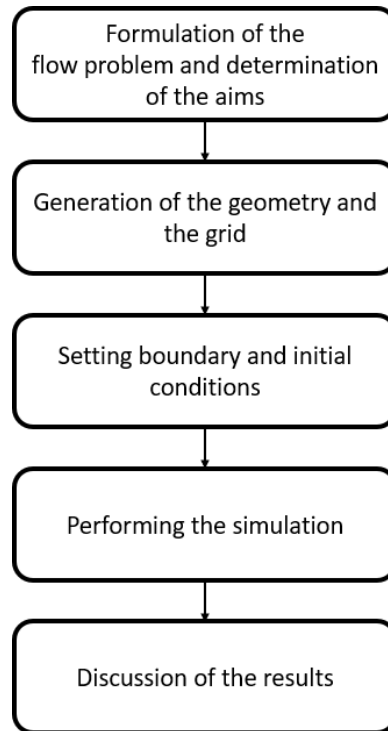 Formulation of the
flow problem and determination
of the aims
Generation of the geometry and
the grid
Setting boundary and initial
conditions
Performing the simulation
Discussion of the results